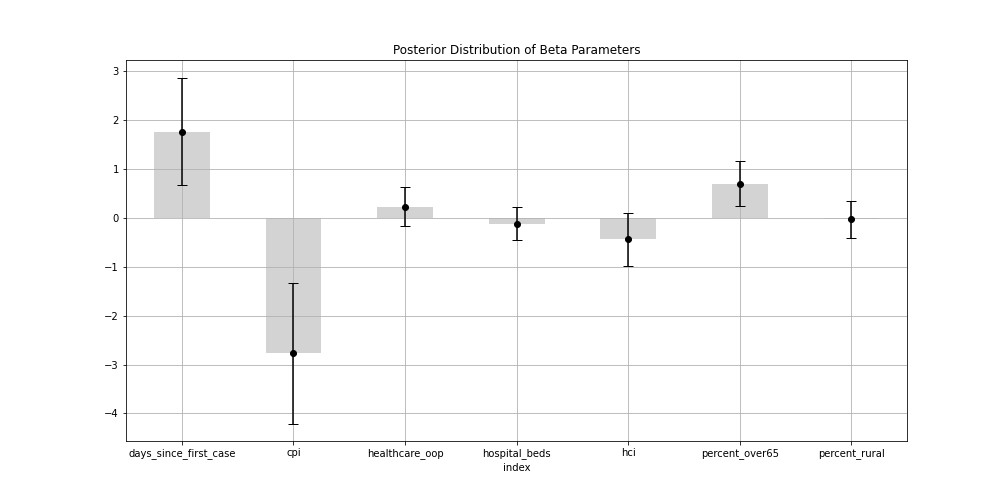 Posterior Distribution of Beta Parameters
3
2
1
0
−1
−2
−3
−4
days_since_first_case cpi healthcare_oop hospital_beds hci percent_over65 percent_rural
index